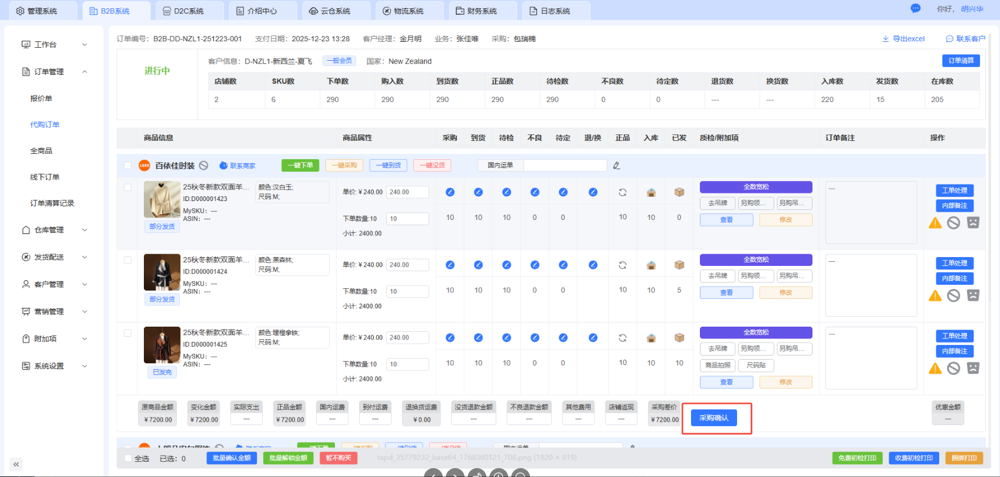 管理系统 B2B系统 D2C系统 介绍中心 云仓系统 物流系统 财务系统 日志系统 你好， 胡兴华
工作台
订单管理
报价单
代购订单
全商品
线下订单
订单清算记录
仓库管理
发货配送
客户管理
营销管理
附加项
系统设置
订单编号：B2B-DD-NZL1-251223-001 支付日期：2025-12-23 13:28 客户经理：金月明 业务：张佳唯 采购：包瑞楠 导出excel 联系客户
进行中
客户信息：D-NZL1-新西兰-夏飞 一般会员 国家：New Zealand 订单清算
店铺数 SKU数 下单数 购入数 到货数 正品数 待检数 不良数 待定数 退货数 换货数 入库数 发货数 在库数
2 6 290 290 290 290 290 0 0 --- --- 220 15 205
商品信息 商品属性 采购 到货 待检 不良 待定 退/换 正品 入库 已发 质检/附加项 订单备注 操作
1688 百依佳时装 联系商家 一键下单 一键采购 一键到货 一键没货 国内运单
25秋冬新款双面羊...
ID:D000001423
MySKU： ---
ASIN： ---
部分发货
颜色:汉白玉;
尺码:M;
单价:￥240.00 240.00
下单数量:10 10
小计: 2400.00
10 10 10 0 0 10 10 0
全数宽松
去吊牌 另购领... 另购吊...
查看 修改
---
工单处理
内部备注
25秋冬新款双面羊...
ID:D000001424
MySKU： ---
ASIN： ---
部分发货
颜色:黑森林;
尺码:M;
单价:￥240.00 240.00
下单数量:10 10
小计: 2400.00
10 10 10 0 0 10 10 5
全数宽松
去吊牌 另购领... 另购吊...
查看 修改
---
工单处理
内部备注
25秋冬新款双面羊...
ID:D000001425
MySKU： ---
ASIN： ---
已发完
颜色:暖橙拿铁;
尺码:M;
单价:￥240.00 240.00
下单数量:10 10
小计: 2400.00
10 10 10 0 0 10 10 10
全数宽松
去吊牌 另购领... 另购吊...
商品拍照 尺码贴
查看 修改
---
工单处理
内部备注
原商品金额 变化金额 实际支出 正品金额 国内运费 到付运费 退换货运费 没货退款金额 不良退款金额 其他费用 店铺返现 采购差价 采购确认 优惠金额
￥7200.00 ￥7200.00 --- ￥7200.00 --- --- ￥0.00 --- --- --- --- ￥7200.00 ---
全选 已选：0 批量确认金额 批量解锁金额 暂不购买 tapd_35779232_base64_1768360121_708.png (1920 × 919) 免费初检打印 收费初检打印 捆绑打印